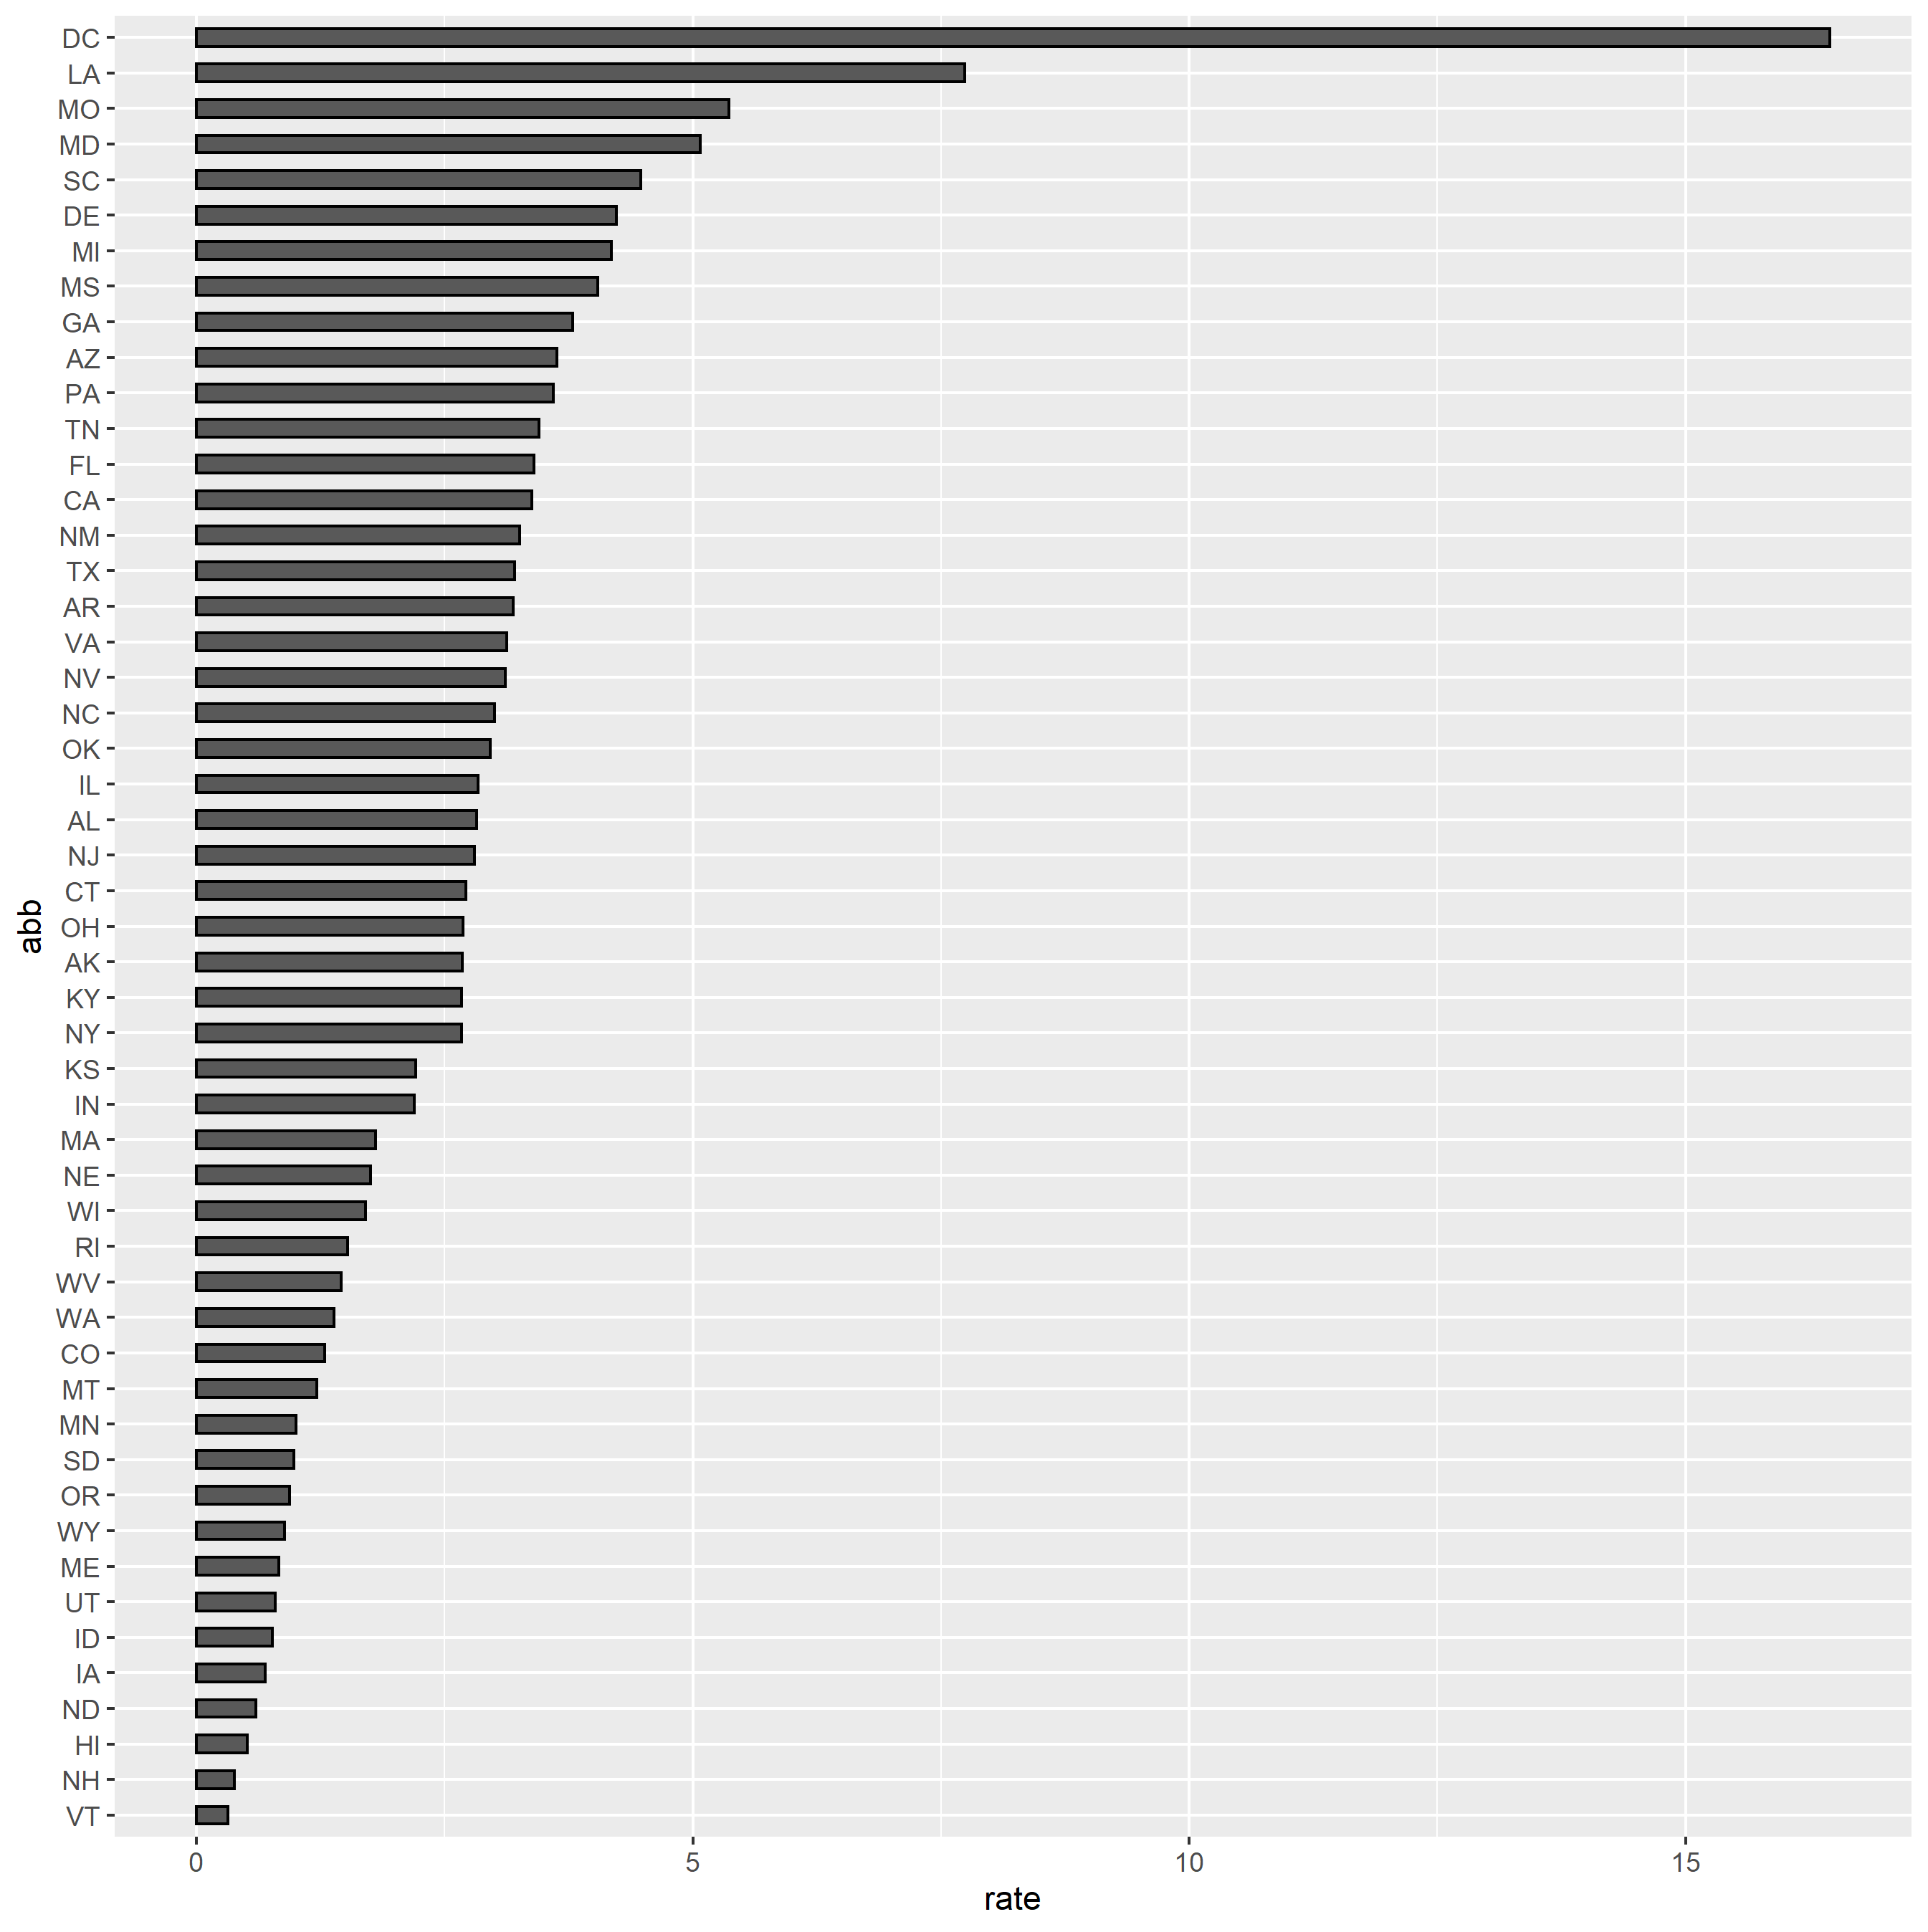 DC
LA
MO
MD
SC
DE
MI
MS
GA
AZ
PA
TN
FL
CA
NM
TX
AR
VA
NV
NC
OK
IL
AL
NJ
CT
OH
AK
KY
NY
KS
IN
MA
NE
WI
RI
WV
WA
CO
MT
MN
SD
OR
WY
ME
UT
ID
IA
ND
HI
NH
VT
abb
0 5 10 15
rate